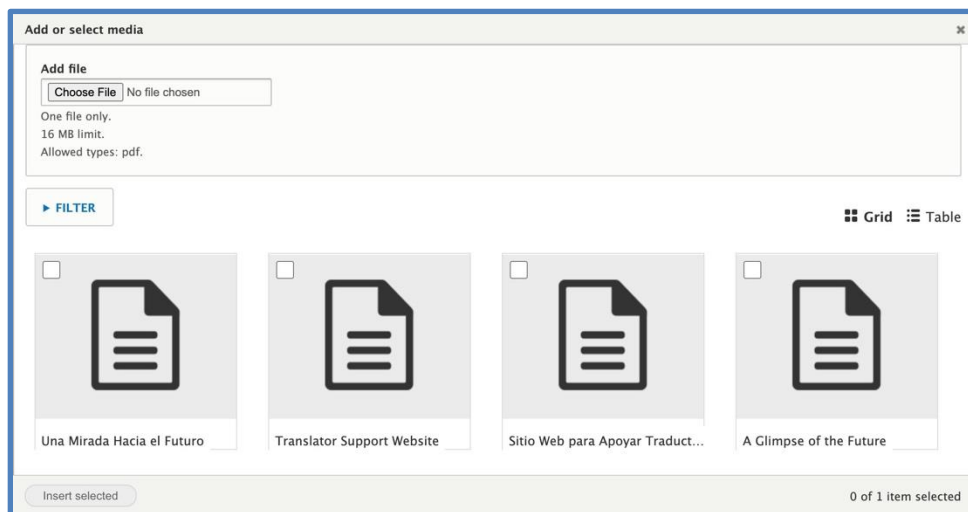 Add or select media
Add file
Choose File No file chosen
One file only.
16 MB limit.
Allowed types: pdf.
FILTER
Grid Table
Una Mirada Hacia el Futuro
Translator Support Website
Sitio Web para Apoyar Traduct...
A Glimpse of the Future
Insert selected
0 of 1 item selected